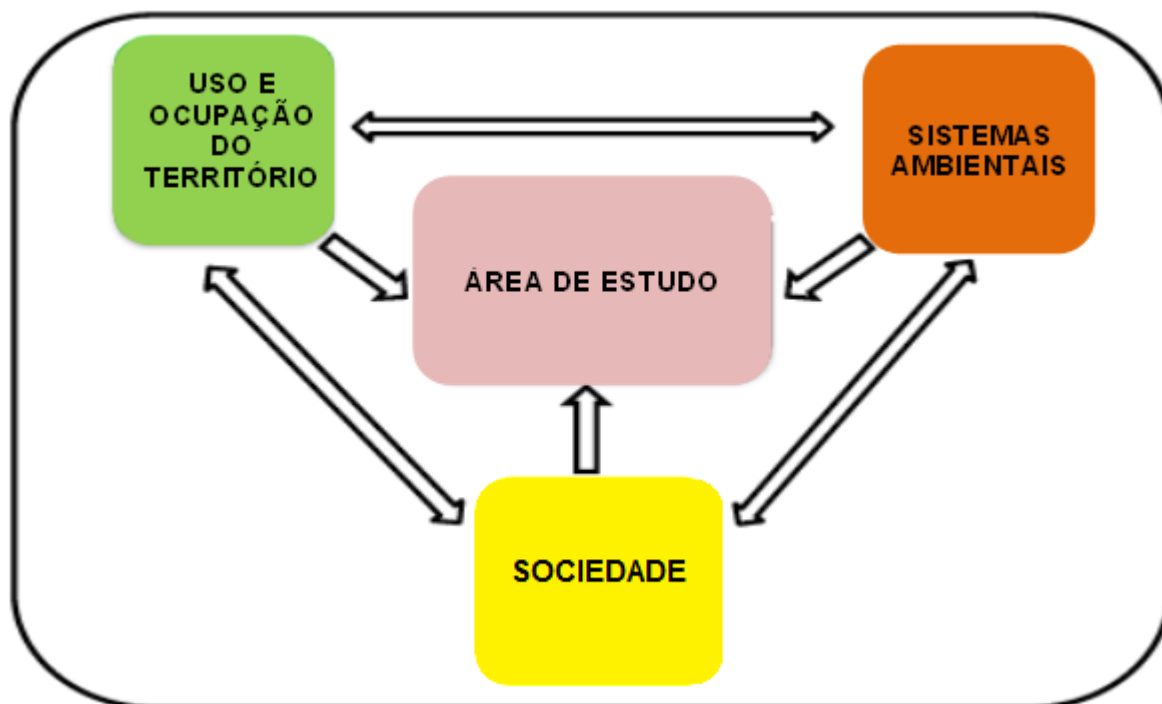 USO E
OCUPAÇÃO
DO
TERRITÓRIO
SISTEMAS
AMBIENTAIS
ÁREA DE ESTUDO
SOCIEDADE